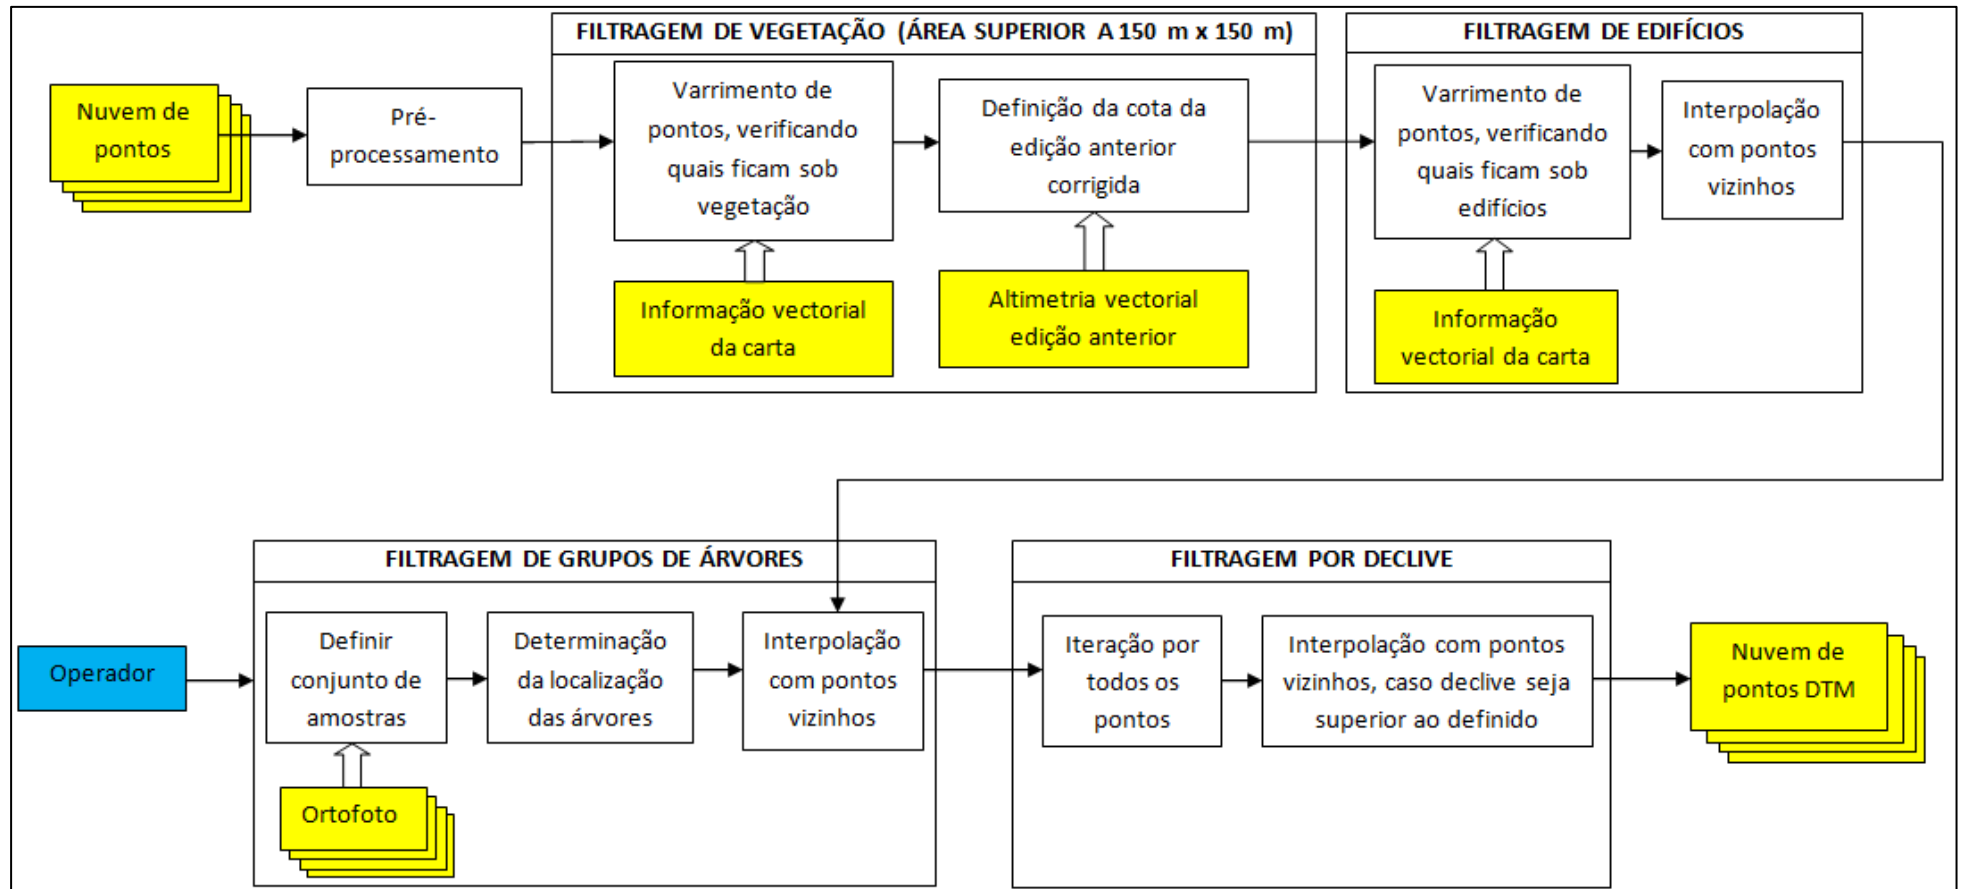 FILTRAGEM DE VEGETAÇÃO (ÁREA SUPERIOR A 150 m x 150 m)
FILTRAGEM DE EDIFÍCIOS
Nuvem de
pontos
Pré-
processamento
Varrimento de
pontos, verificando
quais ficam sob
vegetação
Definição da cota da
edição anterior
corrigida
Informação vectorial
da carta
Altimetria vectorial
edição anterior
Varrimento de
pontos, verificando
quais ficam sob
edifícios
Interpolação
com pontos
vizinhos
Informação
vectorial da carta
FILTRAGEM DE GRUPOS DE ÁRVORES
FILTRAGEM POR DECLIVE
Operador
Definir
conjunto de
amostras
Determinação
da localização
das árvores
Interpolação
com pontos
vizinhos
Ortofoto
Iteração por
todos os
pontos
Interpolação com pontos
vizinhos, caso declive seja
superior ao definido
Nuvem de
pontos DTM